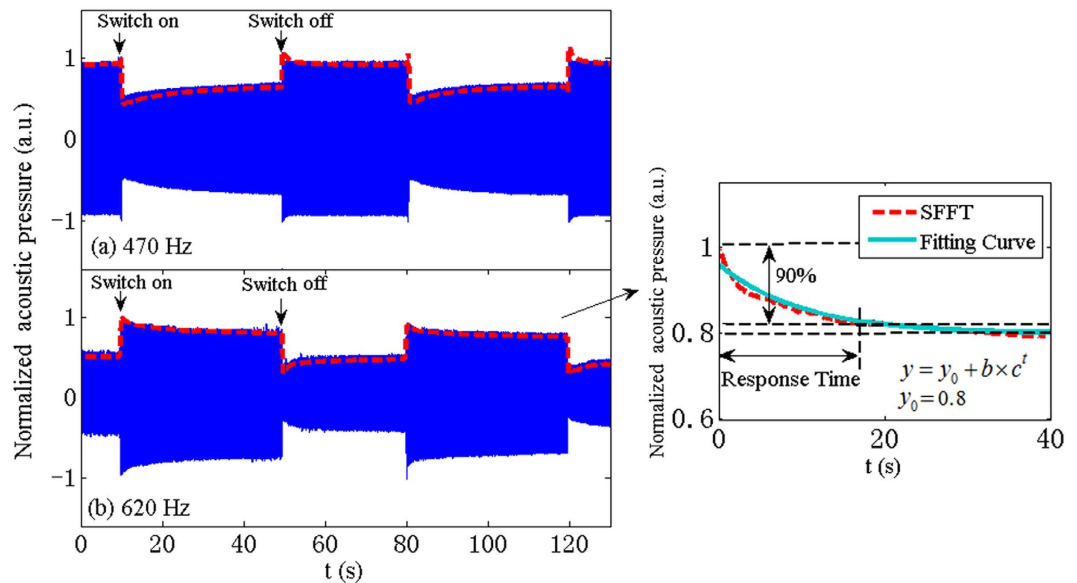 Switch on
Switch off
1
0
-1
(a) 470 Hz
Switch on
Switch off
1
0
-1
(b) 620 Hz
0
20
40
60
80
100
120
t (s)
Normalized acoustic pressure (a.u.)
SFFT
Fitting Curve
90%
Response Time
y = y₀ + b × cᵗ
y₀ = 0.8
1
0.8
0.6
0
20
40
t (s)
Normalized acoustic pressure (a.u.)